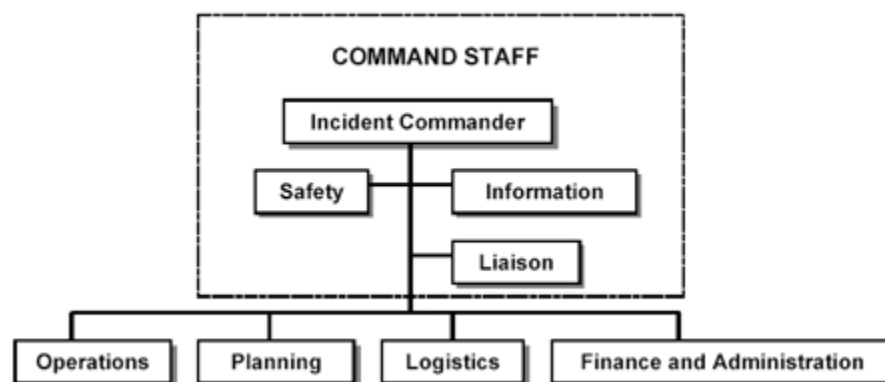 COMMAND STAFF
Incident Commander
Safety
Information
Liaison
Operations
Planning
Logistics
Finance and Administration